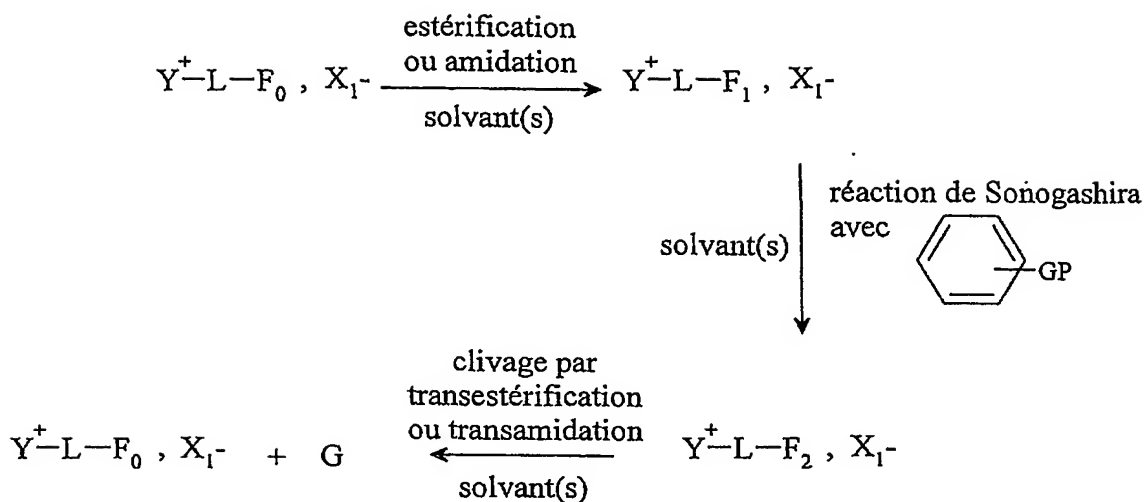 estérification
ou amidation
Y⁺—L—F₀ , X₁⁻
solvant(s)
Y⁺—L—F₁ , X₁⁻
réaction de Sonogashira
avec
solvant(s)
GP
clivage par
transestérification
ou transamidation
Y⁺—L—F₀ , X₁⁻ + G
solvant(s)
Y⁺—L—F₂ , X₁⁻